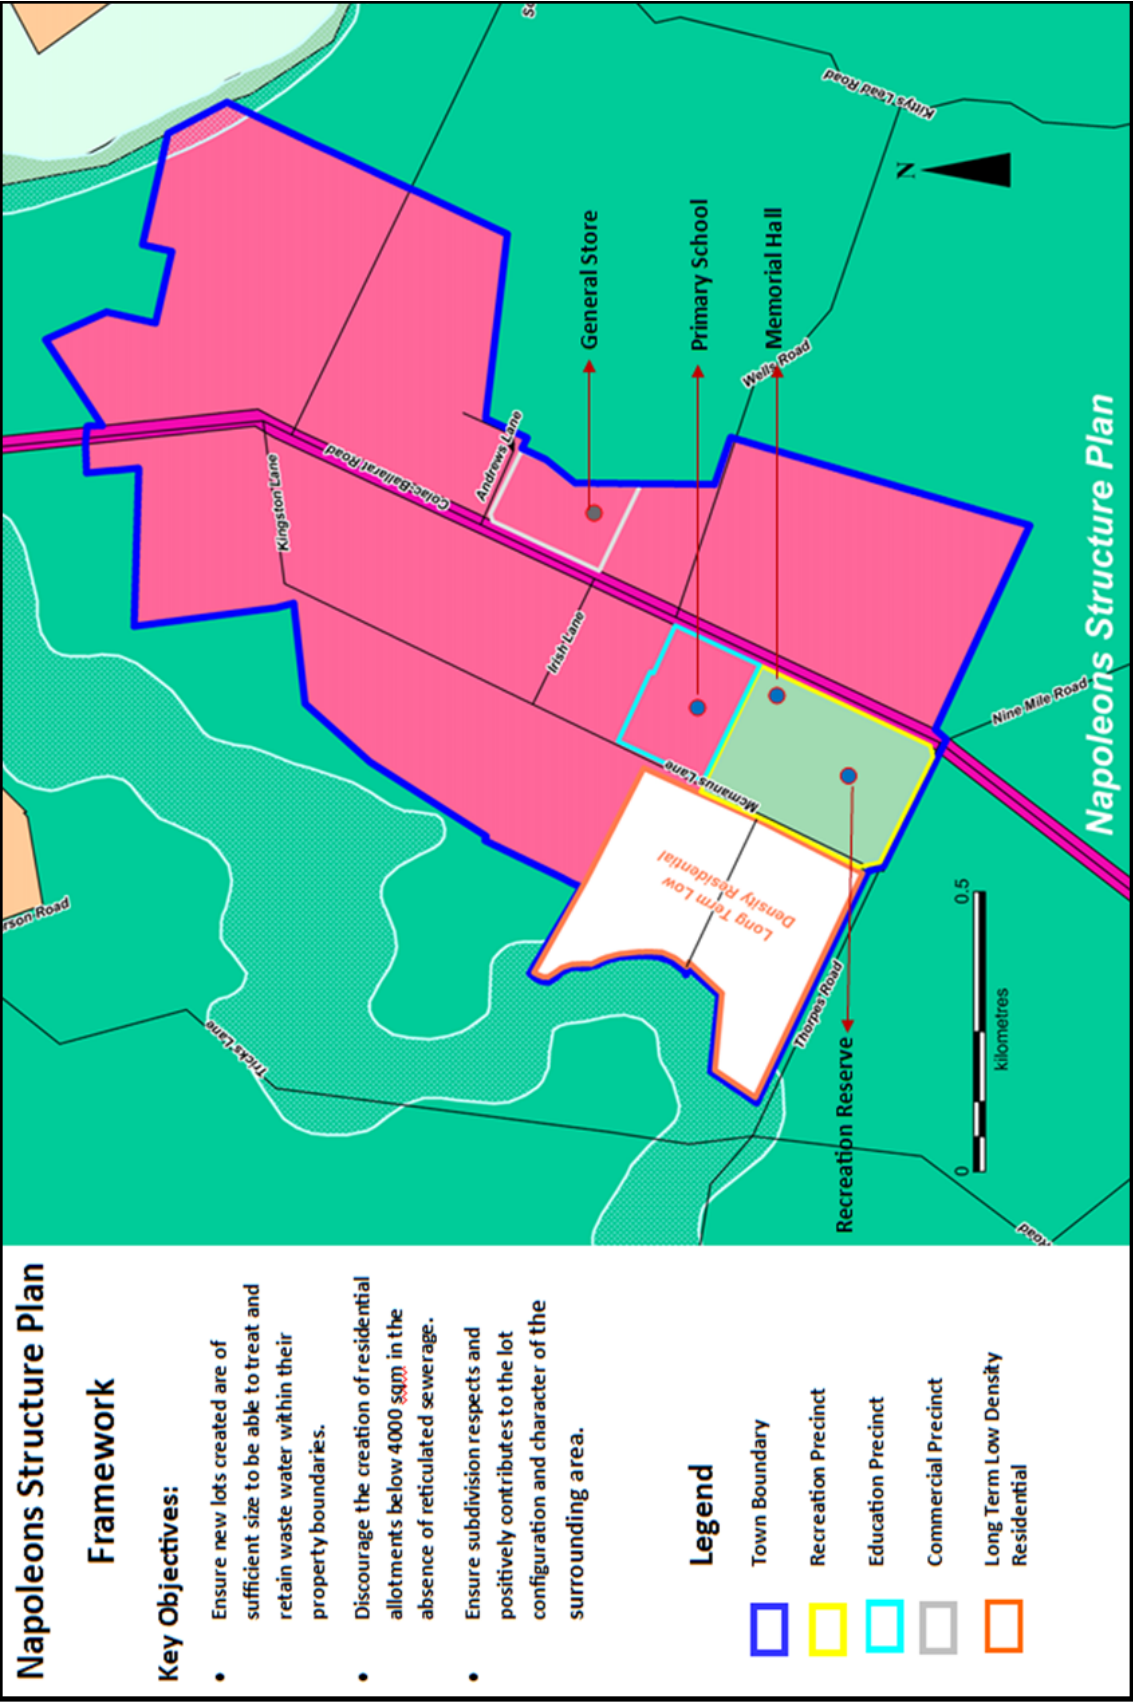 Napoleons Structure Plan
Framework
Key Objectives:
• Ensure new lots created are of
sufficient size to be able to treat and
retain waste water within their
property boundaries.
• Discourage the creation of residential
allotments below 4000 sqm in the
absence of reticulated sewerage.
• Ensure subdivision respects and
positively contributes to the lot
configuration and character of the
surrounding area.
Legend
Town Boundary
Recreation Precinct
Education Precinct
Commercial Precinct
Long Term Low Density
Residential
rson Road
Tricks Lane
Kingston Lane
Colac-Ballarat Road
Andrews Lane
Irish Lane
Mcmanus Lane
Long Term Low
Density Residential
Thorpes Road
Road
Nine Mile Road
Wells Road
Kittys Lead Road
So
General Store
Primary School
Memorial Hall
Recreation Reserve
N
0
0.5
kilometres
Napoleons Structure Plan